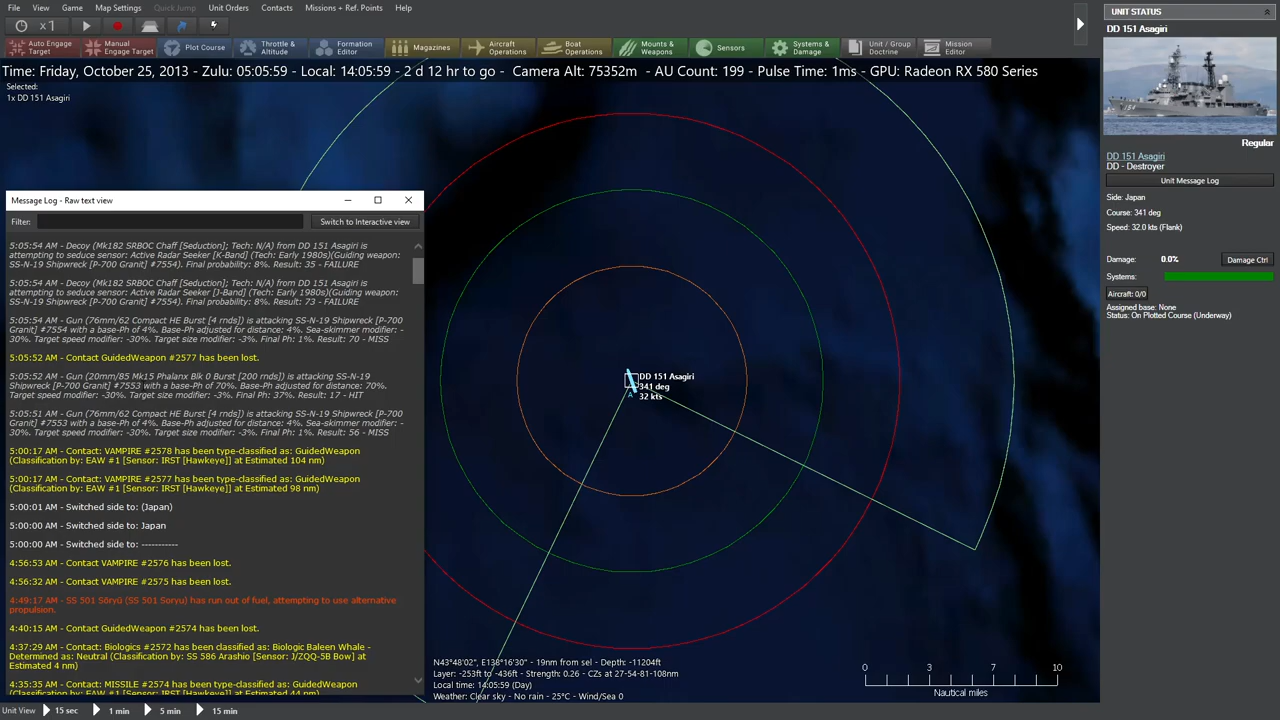 File View Game Map Settings Quick Jump Unit Orders Contacts Missions + Ref. Points Help
×1
Auto Engage Target
Manual Engage Target
Plot Course
Throttle & Altitude
Formation Editor
Magazines
Aircraft Operations
Boat Operations
Mounts & Weapons
Sensors
Systems & Damage
Unit / Group Doctrine
Mission Editor
Time: Friday, October 25, 2013 - Zulu: 05:05:59 - Local: 14:05:59 - 2 d 12 hr to go - Camera Alt: 75352m - AU Count: 199 - Pulse Time: 1ms - GPU: Radeon RX 580 Series
Selected:
1x DD 151 Asagiri
Message Log - Raw text view
Filter:
Switch to Interactive view
5:05:54 AM - Decoy (Mk182 SRBOC Chaff [Seduction]; Tech: N/A) from DD 151 Asagiri is
attempting to seduce sensor: Active Radar Seeker [K-Band] (Tech: Early 1980s)(Guiding weapon:
SS-N-19 Shipwreck [P-700 Granit] #7554). Final probability: 8%. Result: 35 - FAILURE
5:05:54 AM - Decoy (Mk182 SRBOC Chaff [Seduction]; Tech: N/A) from DD 151 Asagiri is
attempting to seduce sensor: Active Radar Seeker [J-Band] (Tech: Early 1980s)(Guiding weapon:
SS-N-19 Shipwreck [P-700 Granit] #7554). Final probability: 8%. Result: 73 - FAILURE
5:05:54 AM - Gun (76mm/62 Compact HE Burst [4 rnds]) is attacking SS-N-19 Shipwreck [P-700
Granit] #7554 with a base-Ph of 4%. Base-Ph adjusted for distance: 4%. Sea-skimmer modifier: -
30%. Target speed modifier: -30%. Target size modifier: -3%. Final Ph: 1%. Result: 70 - MISS
5:05:52 AM - Contact GuidedWeapon #2577 has been lost.
5:05:52 AM - Gun (20mm/85 Mk15 Phalanx Blk 0 Burst [200 rnds]) is attacking SS-N-19
Shipwreck [P-700 Granit] #7553 with a base-Ph of 70%. Base-Ph adjusted for distance: 70%.
Target speed modifier: -30%. Target size modifier: -3%. Final Ph: 37%. Result: 17 - HIT
5:05:51 AM - Gun (76mm/62 Compact HE Burst [4 rnds]) is attacking SS-N-19 Shipwreck [P-700
Granit] #7553 with a base-Ph of 4%. Base-Ph adjusted for distance: 4%. Sea-skimmer modifier: -
30%. Target speed modifier: -30%. Target size modifier: -3%. Final Ph: 1%. Result: 56 - MISS
5:00:17 AM - Contact: VAMPIRE #2578 has been type-classified as: GuidedWeapon
(Classification by: EAW #1 [Sensor: IRST [Hawkeye]] at Estimated 104 nm)
5:00:17 AM - Contact: VAMPIRE #2577 has been type-classified as: GuidedWeapon
(Classification by: EAW #1 [Sensor: IRST [Hawkeye]] at Estimated 98 nm)
5:00:01 AM - Switched side to: (Japan)
5:00:00 AM - Switched side to: Japan
5:00:00 AM - Switched side to: -----------
4:56:53 AM - Contact VAMPIRE #2576 has been lost.
4:56:32 AM - Contact VAMPIRE #2575 has been lost.
4:49:17 AM - SS 501 Sōryū (SS 501 Soryu) has run out of fuel, attempting to use alternative
propulsion.
4:40:15 AM - Contact GuidedWeapon #2574 has been lost.
4:37:29 AM - Contact: Biologics #2572 has been classified as: Biologic Baleen Whale -
Determined as: Neutral (Classification by: SS 586 Arashio [Sensor: J/ZQQ-5B Bow] at
Estimated 4 nm)
4:35:35 AM - Contact: MISSILE #2574 has been type-classified as: GuidedWeapon
(Classification by: EAW #1 [Sensor: IRST [Hawkeye]] at Estimated 44 nm)
DD 151 Asagiri
341 deg
32 kts
N43°48'02", E138°16'30" - 19nm from sel - Depth: -11204ft
Layer: -253ft to -436ft - Strength: 0.26 - CZs at 27-54-81-108nm
Local time: 14:05:59 (Day)
Weather: Clear sky - No rain - 25°C - Wind/Sea 0
0 3 7 10
Nautical miles
Unit View 15 sec 1 min 5 min 15 min
UNIT STATUS
DD 151 Asagiri
154
Regular
DD 151 Asagiri
DD - Destroyer
Unit Message Log
Side: Japan
Course: 341 deg
Speed: 32.0 kts (Flank)
Damage: 0.0% Damage Ctrl
Systems:
Aircraft: 0/0
Assigned base: None
Status: On Plotted Course (Underway)